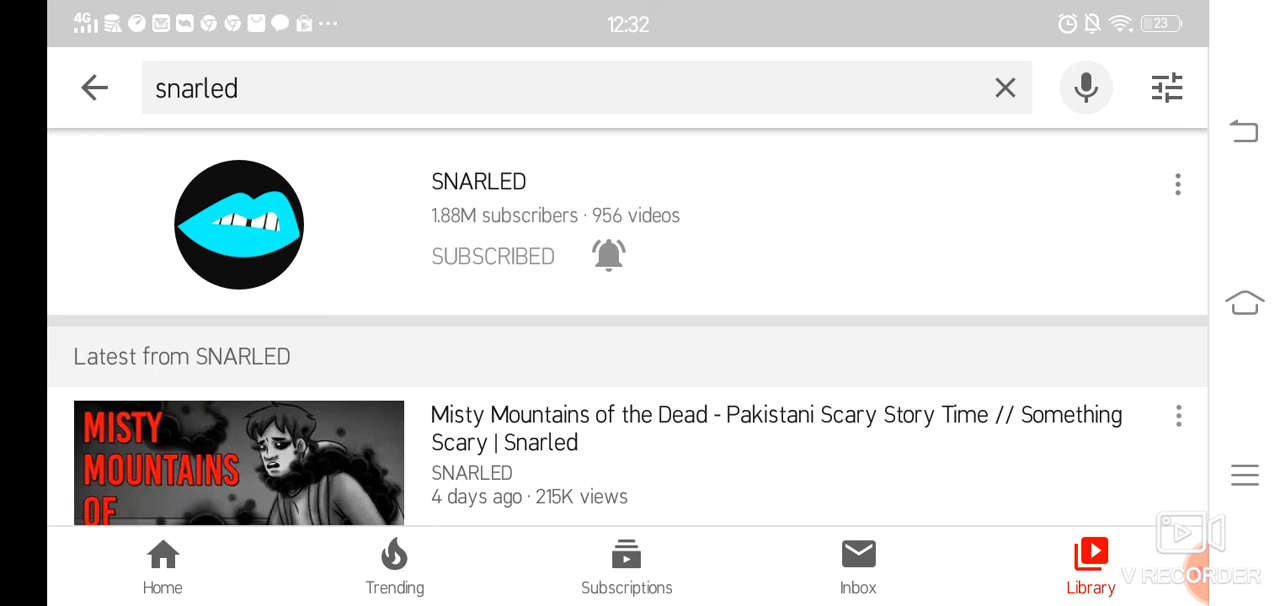 4G 12:32 23
snarled
SNARLED
1.88M subscribers · 956 videos
SUBSCRIBED
Latest from SNARLED
MISTY
MOUNTAINS
OF
Misty Mountains of the Dead - Pakistani Scary Story Time // Something
Scary | Snarled
SNARLED
4 days ago · 215K views
Home Trending Subscriptions Inbox Library
V RECORDER